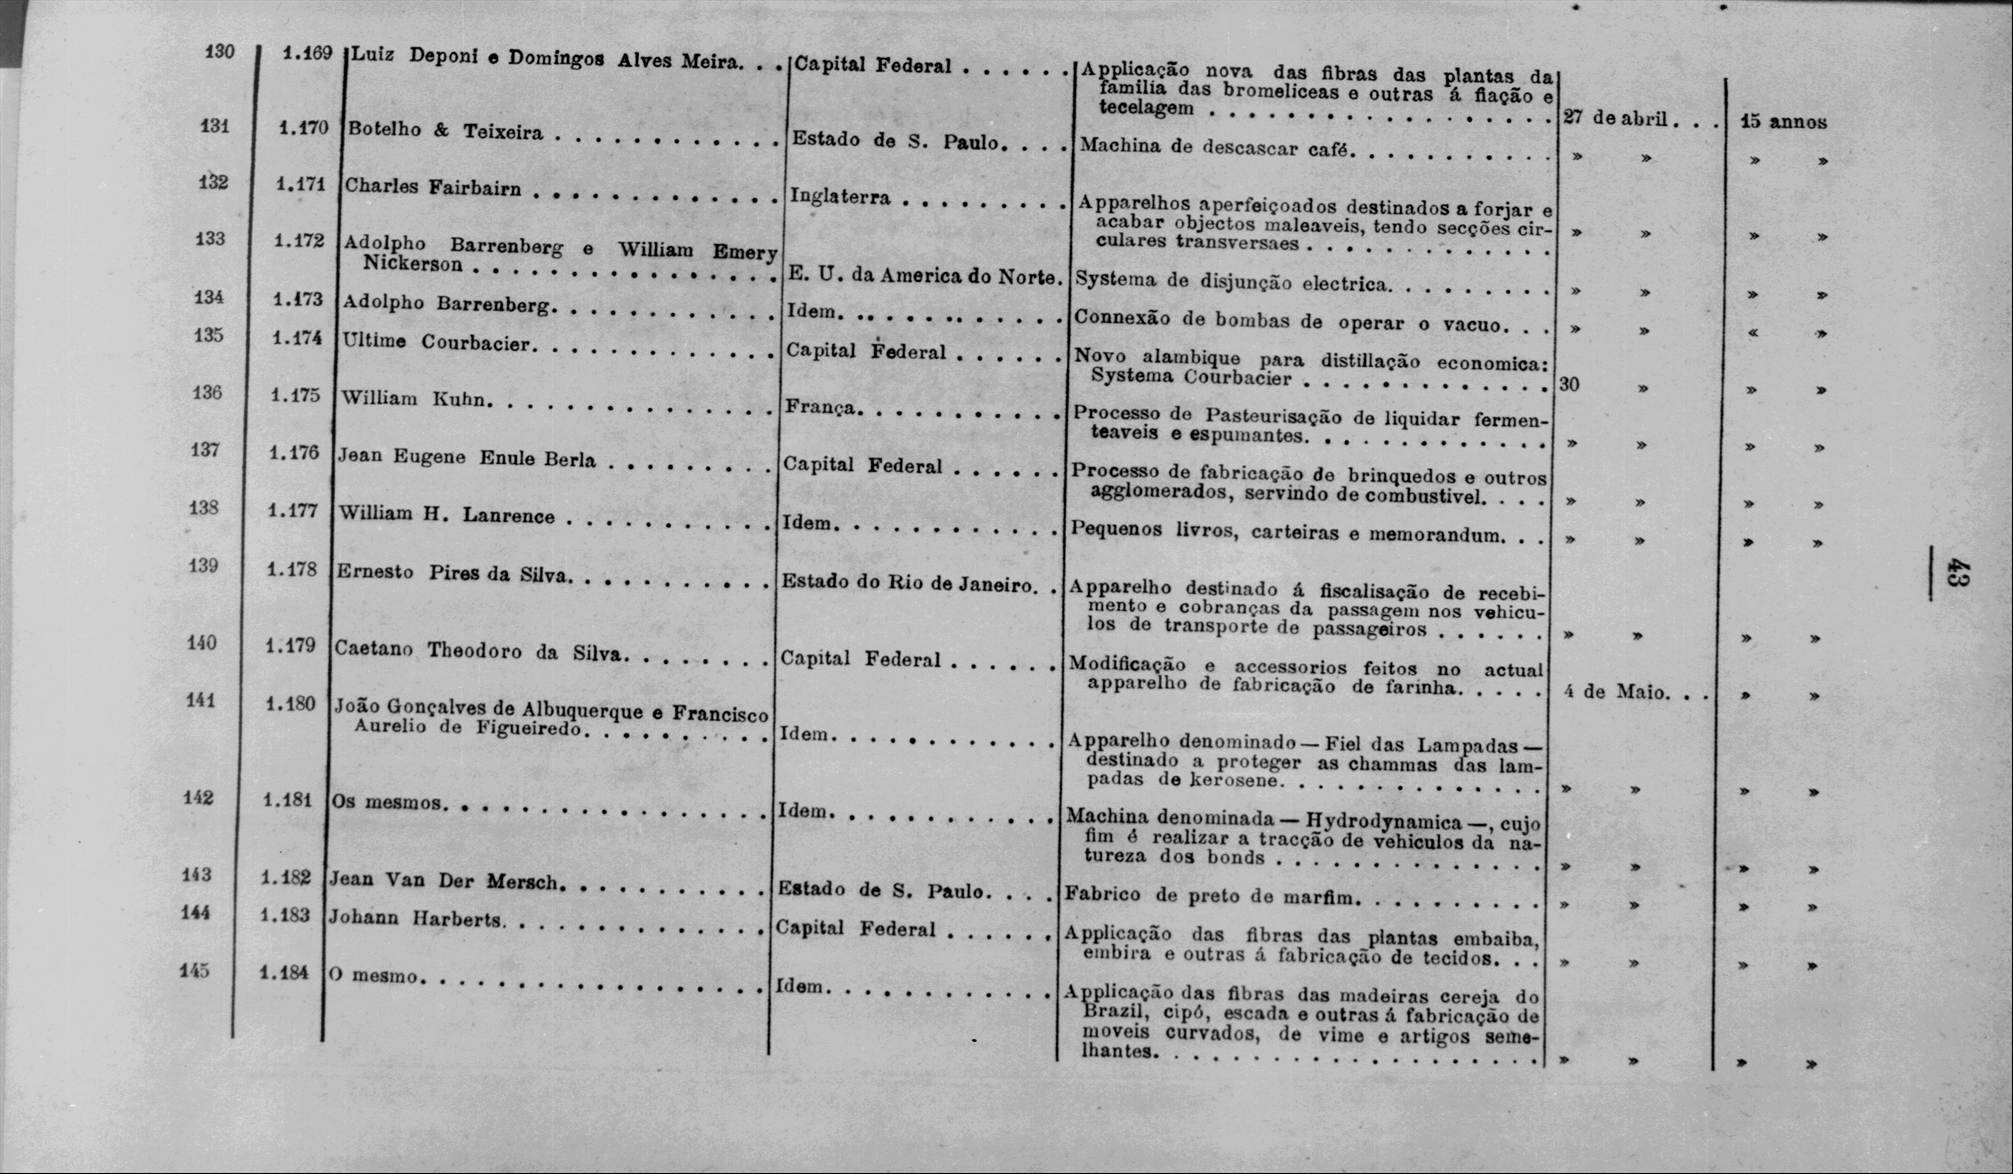 130 1.169 Luiz Deponi e Domingos Alves Meira. . . Capital Federal . . . . . . Applicação nova das fibras das plantas da
familia das bromeliceas e outras á fiação e
tecelagem . . . . . . . . . . . . . . . . . . 27 de abril. . . 15 annos
131 1.170 Botelho & Teixeira . . . . . . . . . . . . Estado de S. Paulo. . . . Machina de descascar café. . . . . . . . . . . » » » »
132 1.171 Charles Fairbairn . . . . . . . . . . . . . Inglaterra . . . . . . . . . Apparelhos aperfeiçoados destinados a forjar e
acabar objectos maleaveis, tendo secções cir-
culares transversaes . . . . . . . . . . . . . » » » »
133 1.172 Adolpho Barrenberg e William Emery
Nickerson . . . . . . . . . . . . . . . . E. U. da America do Norte. Systema de disjunção electrica. . . . . . . . . » » » »
134 1.173 Adolpho Barrenberg. . . . . . . . . . . . Idem. . . . . . . . . . . . . Connexão de bombas de operar o vacuo. . . » » « »
135 1.174 Ultime Courbacier. . . . . . . . . . . . . Capital Federal . . . . . . Novo alambique para distillação economica:
Systema Courbacier . . . . . . . . . . . . . 30 » » »
136 1.175 William Kuhn. . . . . . . . . . . . . . . França. . . . . . . . . . . Processo de Pasteurisação de liquidar fermen-
teaveis e espumantes. . . . . . . . . . . . . » » » »
137 1.176 Jean Eugene Enule Berla . . . . . . . . . Capital Federal . . . . . . Processo de fabricação de brinquedos e outros
agglomerados, servindo de combustivel. . . . » » » »
138 1.177 William H. Lanrence . . . . . . . . . . . Idem. . . . . . . . . . . . Pequenos livros, carteiras e memorandum. . . » » » »
139 1.178 Ernesto Pires da Silva. . . . . . . . . . . Estado do Rio de Janeiro. . Apparelho destinado á fiscalisação de recebi-
mento e cobranças da passagem nos vehicu-
los de transporte de passageiros . . . . . . » » » »
140 1.179 Caetano Theodoro da Silva. . . . . . . . Capital Federal . . . . . . Modificação e accessorios feitos no actual
apparelho de fabricação de farinha. . . . . 4 de Maio. . . » »
141 1.180 João Gonçalves de Albuquerque e Francisco
Aurelio de Figueiredo. . . . . . . . . . Idem. . . . . . . . . . . . Apparelho denominado — Fiel das Lampadas —
destinado a proteger as chammas das lam-
padas de kerosene. . . . . . . . . . . . . . » » » »
142 1.181 Os mesmos. . . . . . . . . . . . . . . . . Idem. . . . . . . . . . . . Machina denominada — Hydrodynamica —, cujo
fim é realizar a tracção de vehiculos da na-
tureza dos bonds . . . . . . . . . . . . . . » » » »
143 1.182 Jean Van Der Mersch. . . . . . . . . . . Estado de S. Paulo. . . . Fabrico de preto de marfim. . . . . . . . . . » » » »
144 1.183 Johann Harberts. . . . . . . . . . . . . . Capital Federal . . . . . . Applicação das fibras das plantas embaiba,
embira e outras á fabricação de tecidos. . . » » » »
145 1.184 O mesmo. . . . . . . . . . . . . . . . . . Idem. . . . . . . . . . . . Applicação das fibras das madeiras cereja do
Brazil, cipó, escada e outras á fabricação de
moveis curvados, de vime e artigos seme-
lhantes. . . . . . . . . . . . . . . . . . . . » » » »
43